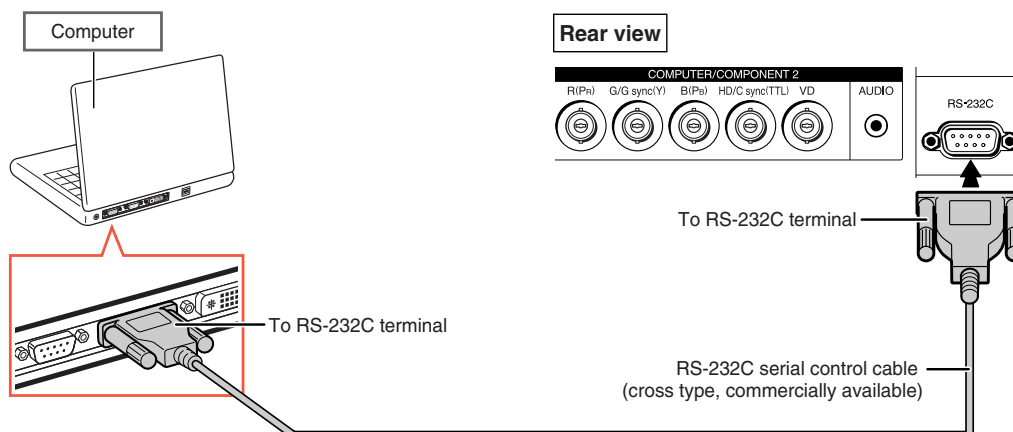 Computer
Rear view
COMPUTER/COMPONENT 2
R(PR) G/G sync(Y) B(PB) HD/C sync(TTL) VD
AUDIO
RS-232C
To RS-232C terminal
To RS-232C terminal
RS-232C serial control cable
(cross type, commercially available)